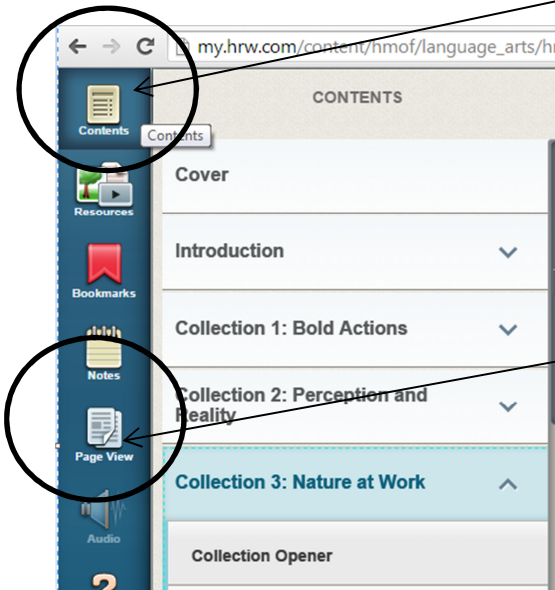 my.hrw.com/content/hmof/language_arts/h
Contents
Contents
Resources
Bookmarks
Notes
Page View
Audio
?
CONTENTS
Cover
Introduction
Collection 1: Bold Actions
Collection 2: Perception and
Reality
Collection 3: Nature at Work
Collection Opener